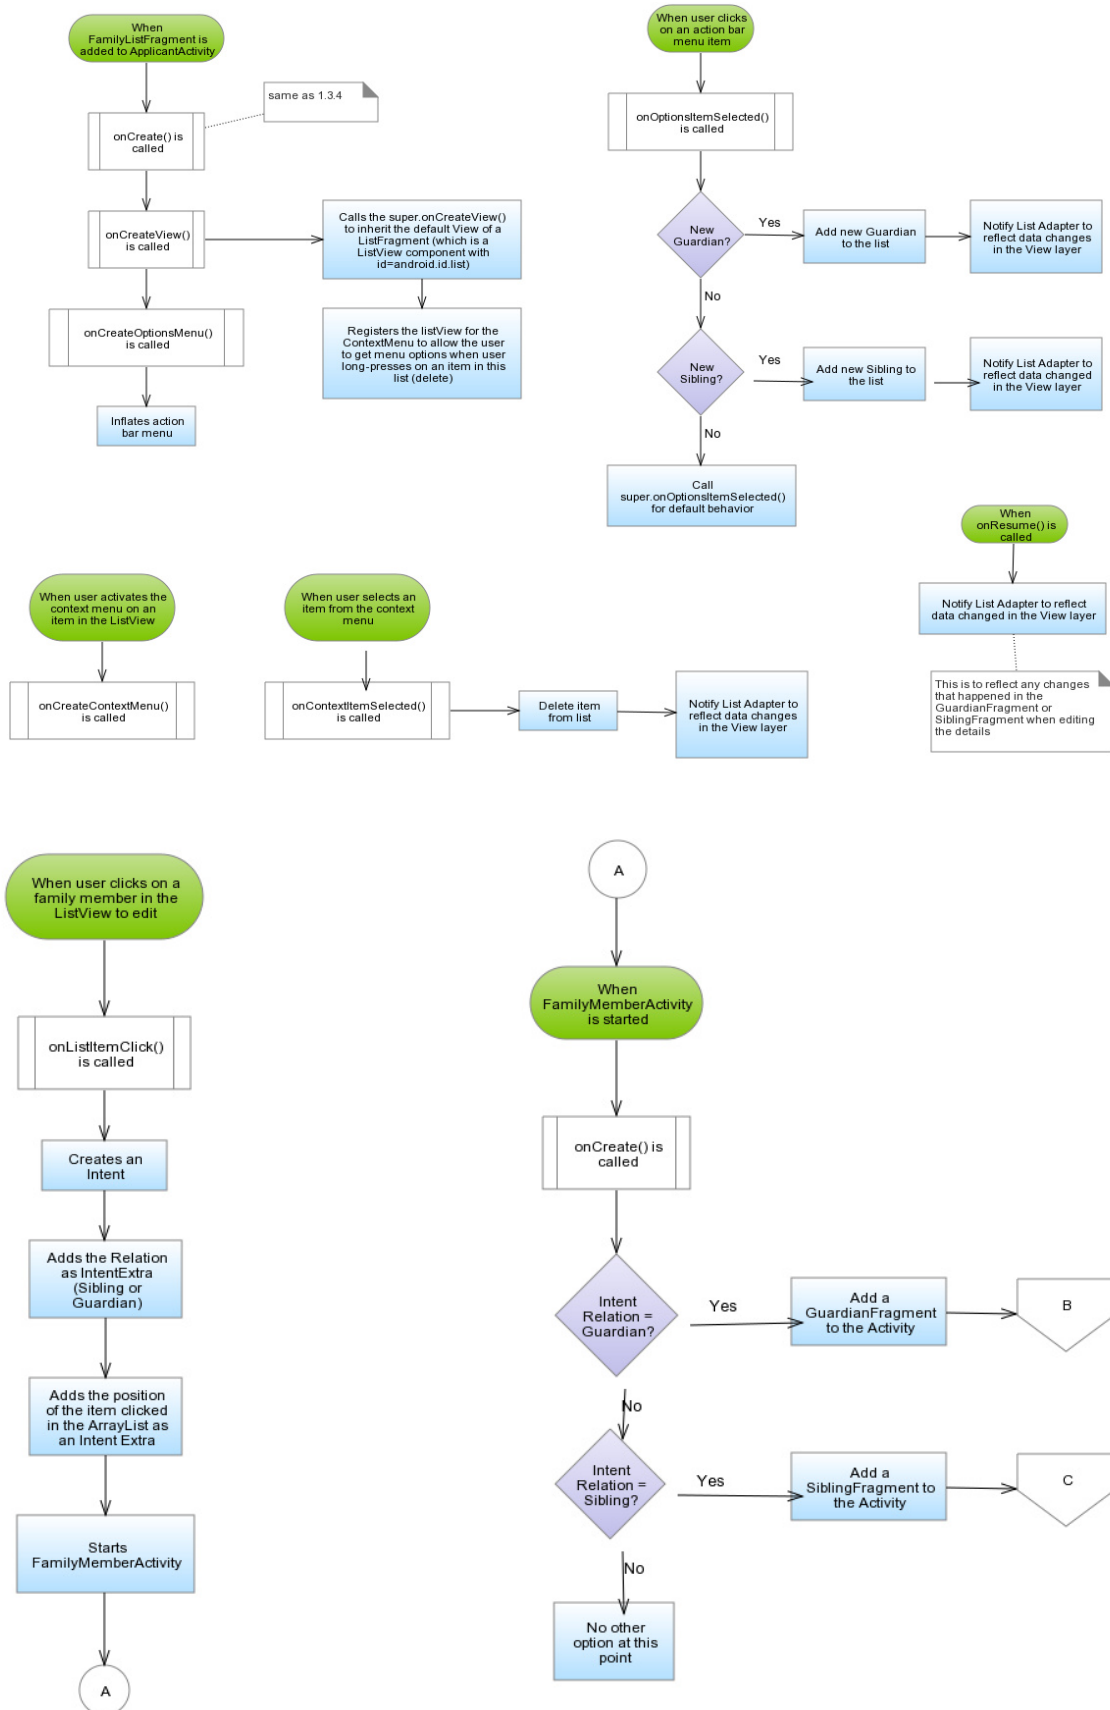 When
FamilyListFragment is
added to ApplicantActivity
same as 1.3.4
onCreate() is
called
onCreateView()
is called
Calls the super.onCreateView()
to inherit the default View of a
ListFragment (which is a
ListView component with
id=android.id.list)
onCreateOptionsMenu()
is called
Registers the listView for the
ContextMenu to allow the user
to get menu options when user
long-presses on an item in this
list (delete)
Inflates action
bar menu
When user clicks
on an action bar
menu item
onOptionsItemSelected()
is called
New
Guardian?
Yes
Add new Guardian
to the list
Notify List Adapter to
reflect data changes
in the View layer
No
New
Sibling?
Yes
Add new Sibling to
the list
Notify List Adapter to
reflect data changed
in the View layer
No
Call
super.onOptionsItemSelected()
for default behavior
When
onResume() is
called
Notify List Adapter to reflect
data changed in the View layer
This is to reflect any changes
that happened in the
GuardianFragment or
SiblingFragment when editing
the details
When user activates the
context menu on an
item in the ListView
onCreateContextMenu()
is called
When user selects an
item from the context
menu
onContextItemSelected()
is called
Delete item
from list
Notify List Adapter to
reflect data changes
in the View layer
When user clicks on a
family member in the
ListView to edit
onListItemClick()
is called
Creates an
Intent
Adds the Relation
as IntentExtra
(Sibling or
Guardian)
Adds the position
of the item clicked
in the ArrayList as
an Intent Extra
Starts
FamilyMemberActivity
A
A
When
FamilyMemberActivity
is started
onCreate() is
called
Intent
Relation =
Guardian?
Yes
Add a
GuardianFragment
to the Activity
B
No
Intent
Relation =
Sibling?
Yes
Add a
SiblingFragment to
the Activity
C
No
No other
option at this
point